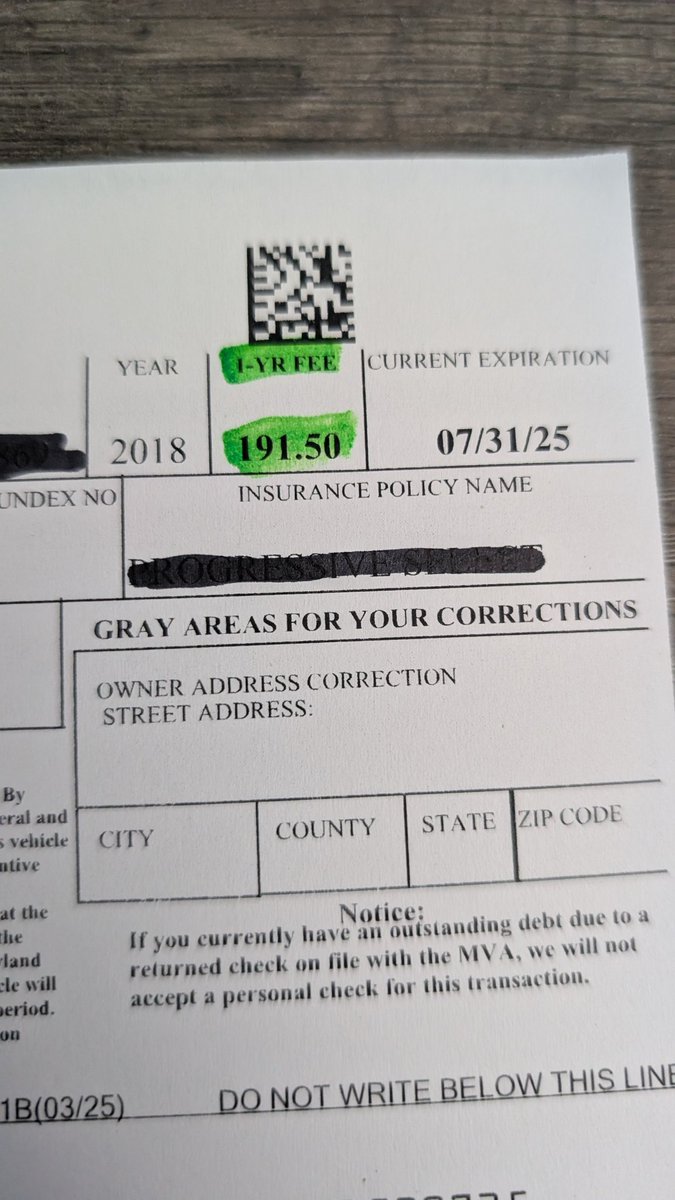 YEAR 1-YR FEE CURRENT EXPIRATION
2018 191.50 07/31/25
UNDEX NO INSURANCE POLICY NAME
GRAY AREAS FOR YOUR CORRECTIONS
OWNER ADDRESS CORRECTION
STREET ADDRESS:
CITY COUNTY STATE ZIP CODE
By
eral and
s vehicle
ntive
at the
the
land
cle will
period.
on
Notice:
If you currently have an outstanding debt due to a
returned check on file with the MVA, we will not
accept a personal check for this transaction.
1B(03/25) DO NOT WRITE BELOW THIS LINE